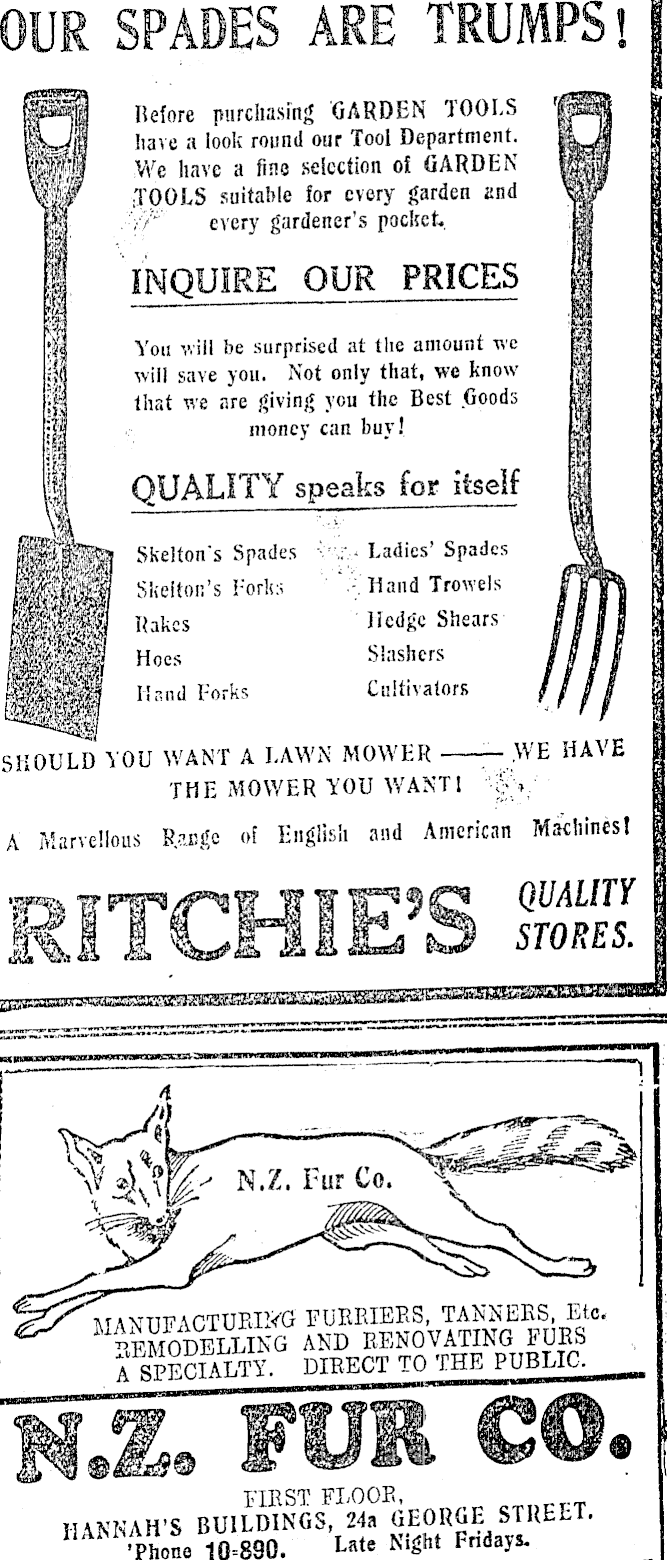 OUR SPADES ARE TRUMPS!
Before purchasing GARDEN TOOLS
have a look round our Tool Department.
We have a fine selection of GARDEN
TOOLS suitable for every garden and
every gardener's pocket.
INQUIRE OUR PRICES
You will be surprised at the amount we
will save you. Not only that, we know
that we are giving you the Best Goods
money can buy!
QUALITY speaks for itself
Skelton's Spades
Skelton's Forks
Rakes
Hoes
Hand Forks
Ladies' Spades
Hand Trowels
Hedge Shears
Slashers
Cultivators
SHOULD YOU WANT A LAWN MOWER —— WE HAVE
THE MOWER YOU WANT!
A Marvellous Range of English and American Machines!
RITCHIE'S QUALITY
STORES.
N.Z. Fur Co.
MANUFACTURING FURRIERS, TANNERS, Etc.
REMODELLING AND RENOVATING FURS
A SPECIALTY. DIRECT TO THE PUBLIC.
N.Z. FUR CO.
FIRST FLOOR,
HANNAH'S BUILDINGS, 24a GEORGE STREET.
'Phone 10-890. Late Night Fridays.